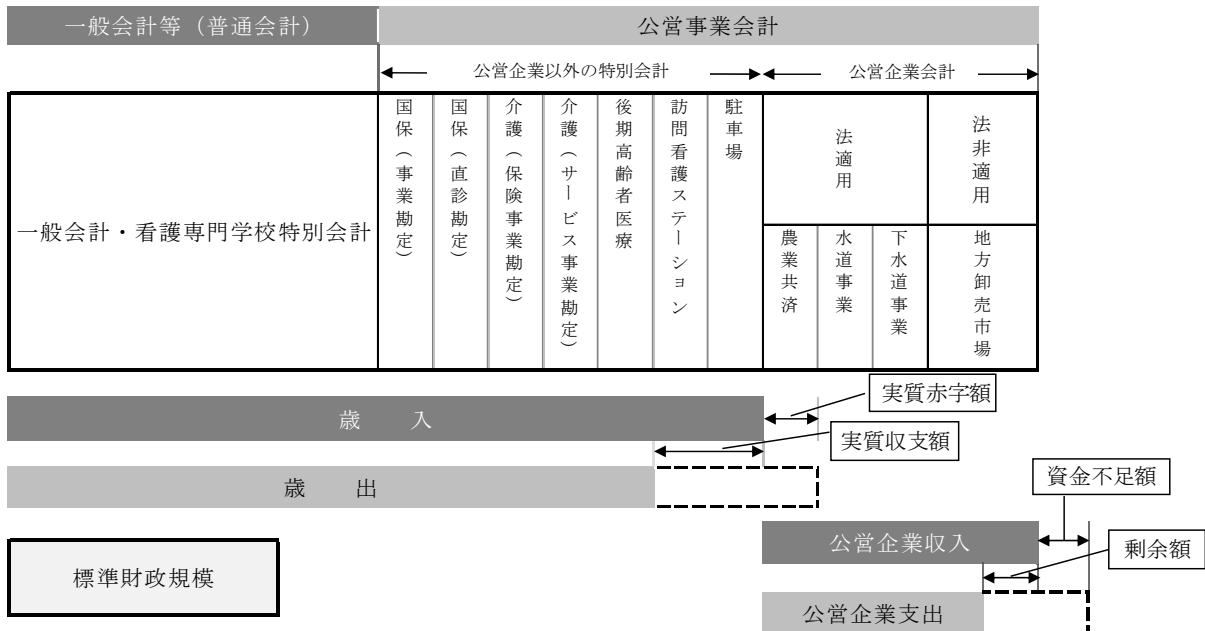 一般会計等（普通会計）
公営事業会計
公営企業以外の特別会計
公営企業会計
一般会計・看護専門学校特別会計
国保（事業勘定）
国保（直診勘定）
介護（保険事業勘定）
介護（サービス事業勘定）
後期高齢者医療
訪問看護ステーション
駐車場
法適用
法非適用
農業共済
水道事業
下水道事業
地方卸売市場
実質赤字額
歳　入
実質収支額
歳　出
資金不足額
公営企業収入
剰余額
標準財政規模
公営企業支出